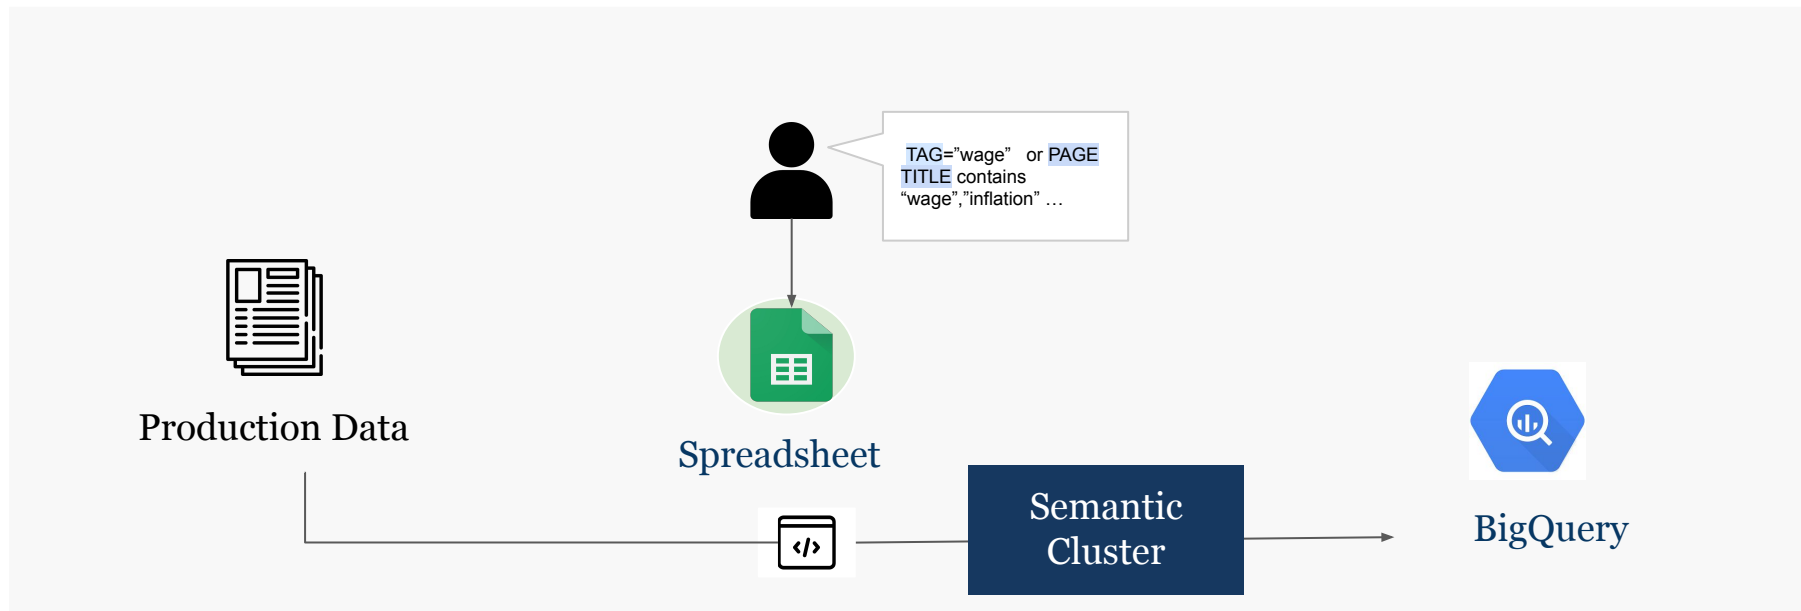 TAG=”wage” or PAGE
TITLE contains
“wage”,”inflation” …
Production Data
Spreadsheet
</>
Semantic
Cluster
BigQuery